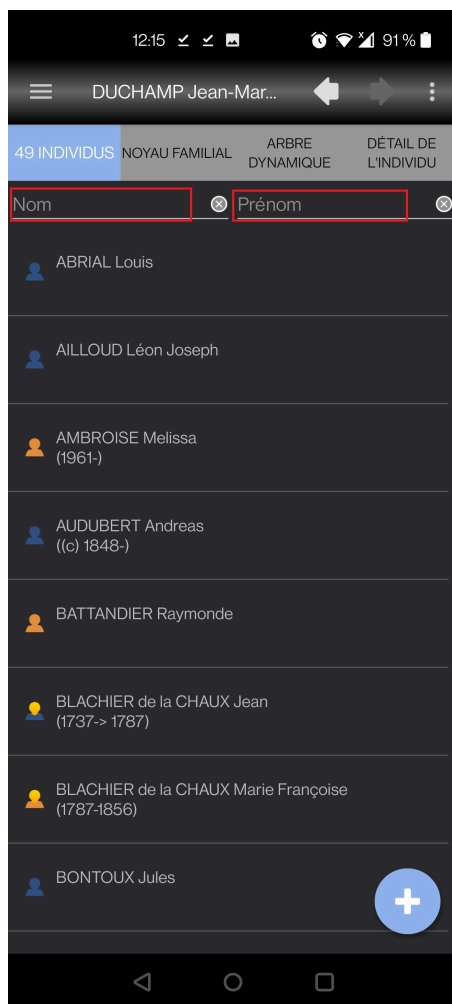 12:15
91 %
DUCHAMP Jean-Mar...
49 INDIVIDUS
NOYAU FAMILIAL
ARBRE
DYNAMIQUE
DÉTAIL DE
L'INDIVIDU
Nom
Prénom
ABRIAL Louis
AILLOUD Léon Joseph
AMBROISE Melissa
(1961-)
AUDUBERT Andreas
((c) 1848-)
BATTANDIER Raymonde
BLACHIER de la CHAUX Jean
(1737-> 1787)
BLACHIER de la CHAUX Marie Françoise
(1787-1856)
BONTOUX Jules